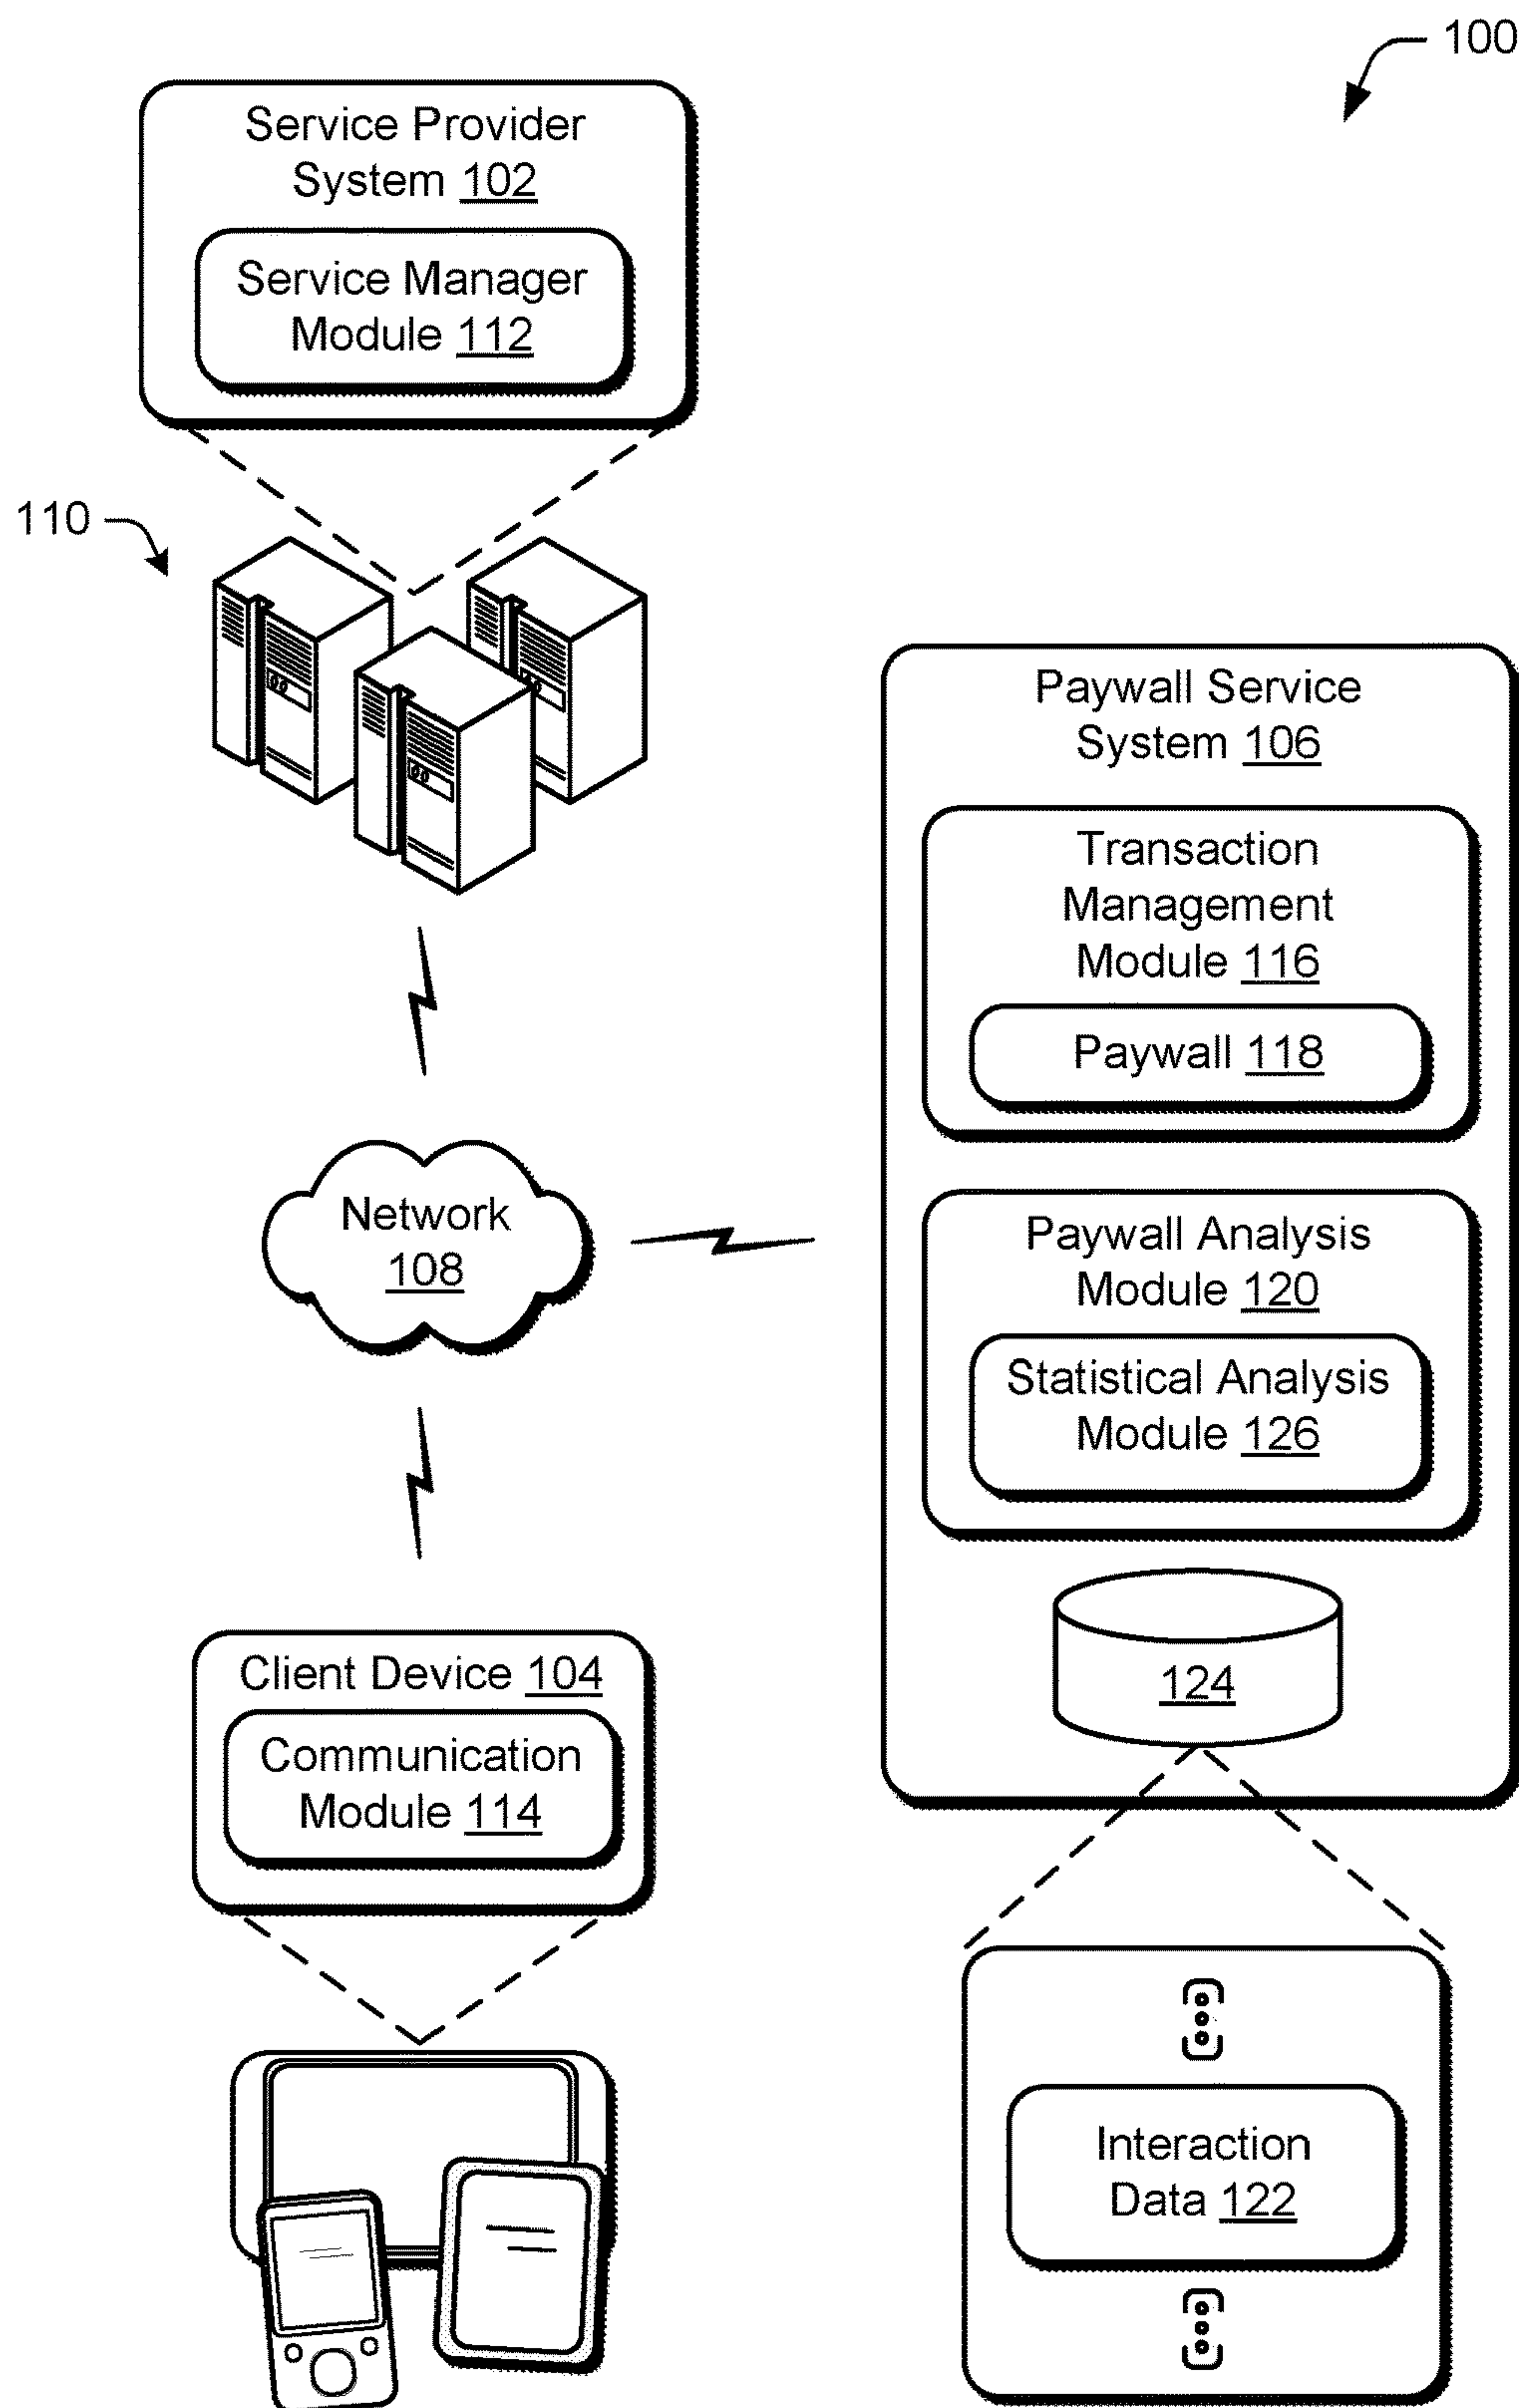 100
Service Provider
System 102
Service Manager
Module 112
110
Paywall Service
System 106
Transaction
Management
Module 116
Paywall 118
Network
108
Paywall Analysis
Module 120
Statistical Analysis
Module 126
124
Client Device 104
Communication
Module 114
Interaction
Data 122